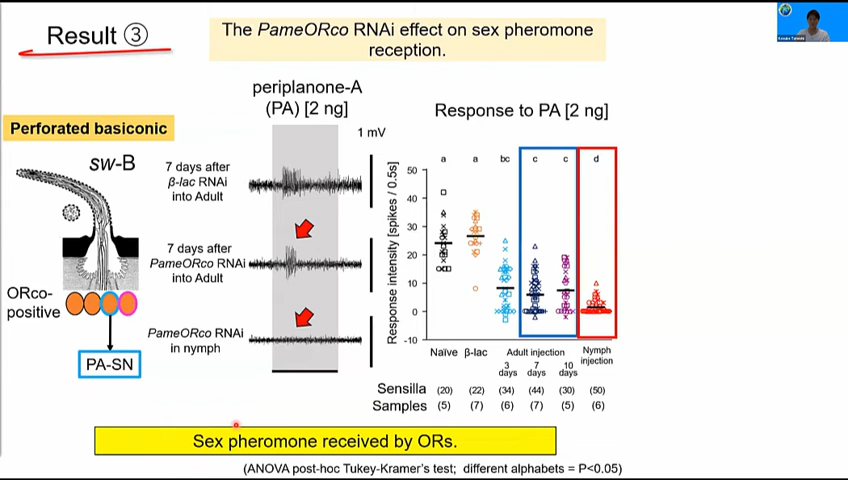 Result ③
The PameORco RNAi effect on sex pheromone
reception.
periplanone-A
(PA) [2 ng]
1 mV
Response to PA [2 ng]
Perforated basiconic
sw-B
7 days after
β-lac RNAi
into Adult
7 days after
PameORco RNAi
into Adult
PameORco RNAi
in nymph
ORco-
positive
PA-SN
Response intensity [spikes / 0.5s]
50
40
30
20
10
0
-10
a
a
bc
c
c
d
Naïve
β-lac
Adult injection
3
days
7
days
10
days
Nymph
injection
Sensilla (20) (22) (34) (44) (30) (50)
Samples (5) (7) (6) (7) (5) (6)
Sex pheromone received by ORs.
(ANOVA post-hoc Tukey-Kramer's test; different alphabets = P<0.05)